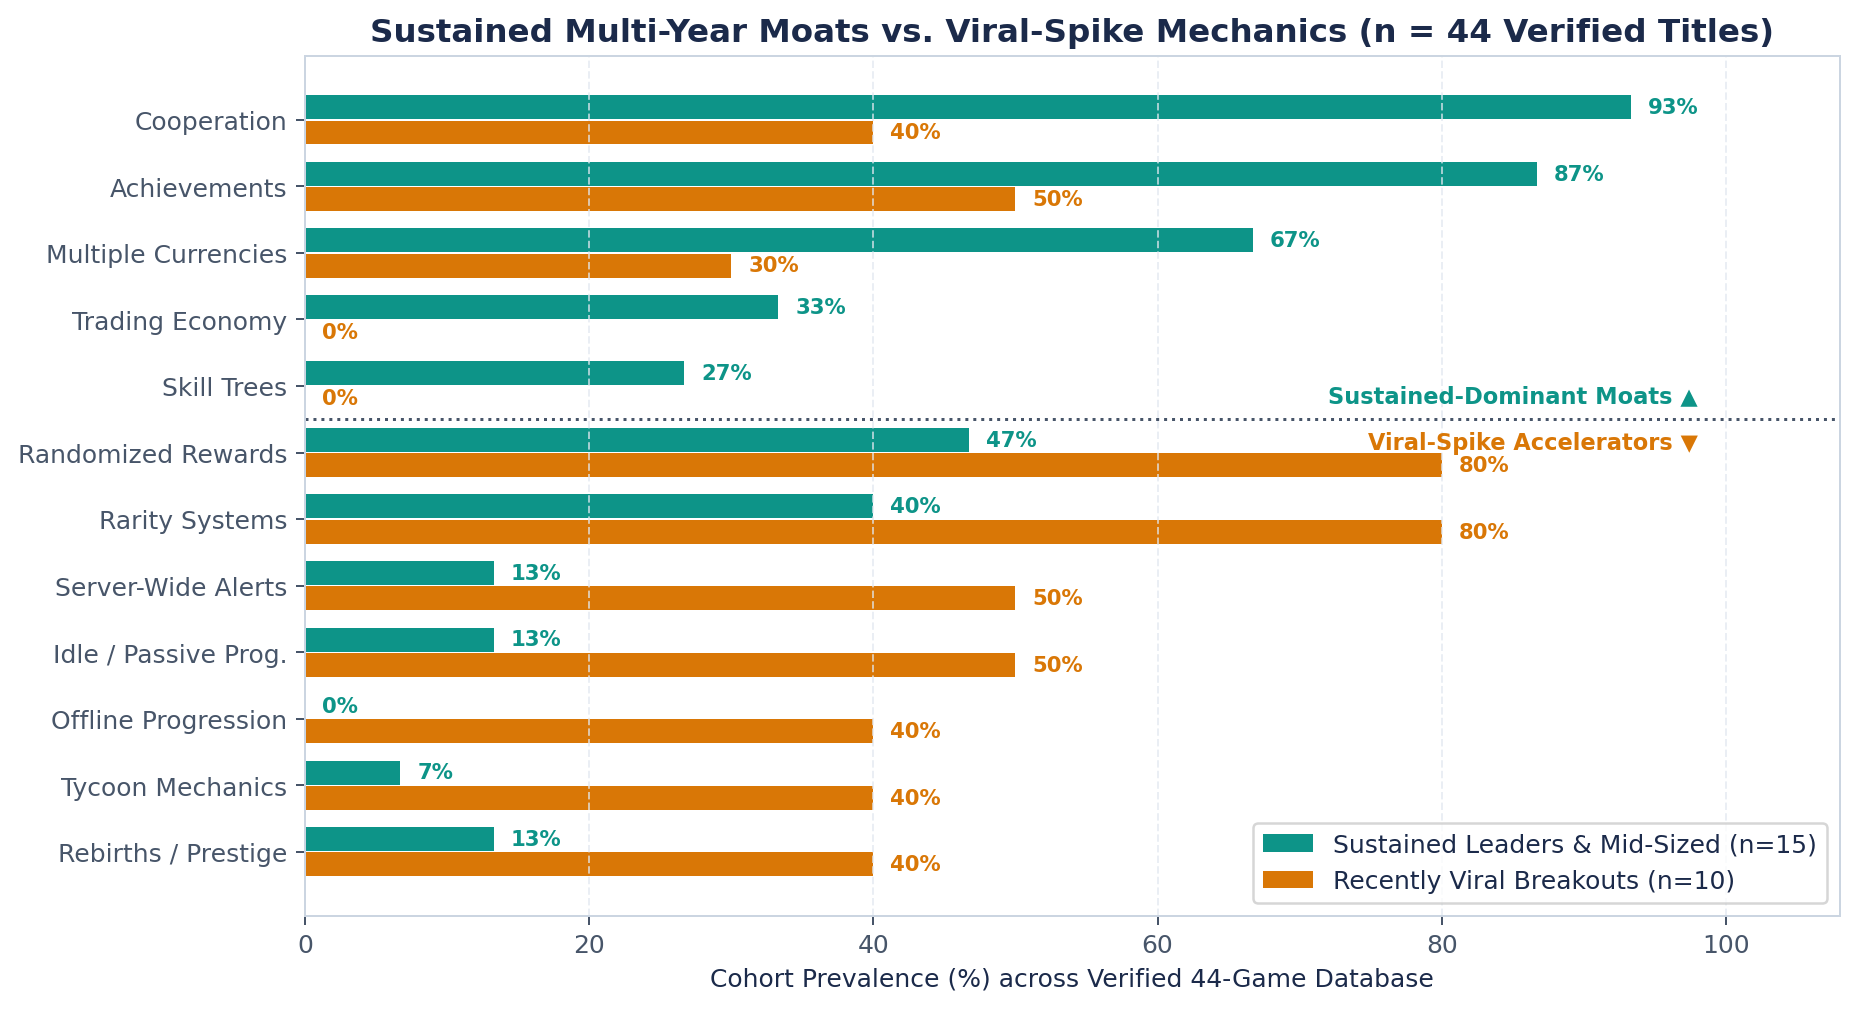 Sustained Multi-Year Moats vs. Viral-Spike Mechanics (n = 44 Verified Titles)
Cooperation
93%
40%
Achievements
87%
50%
Multiple Currencies
67%
30%
Trading Economy
33%
0%
Skill Trees
27%
0%
Sustained-Dominant Moats ▲
Viral-Spike Accelerators ▼
Randomized Rewards
47%
80%
Rarity Systems
40%
80%
Server-Wide Alerts
13%
50%
Idle / Passive Prog.
13%
50%
Offline Progression
0%
40%
Tycoon Mechanics
7%
40%
Rebirths / Prestige
13%
40%
Sustained Leaders & Mid-Sized (n=15)
Recently Viral Breakouts (n=10)
0 20 40 60 80 100
Cohort Prevalence (%) across Verified 44-Game Database